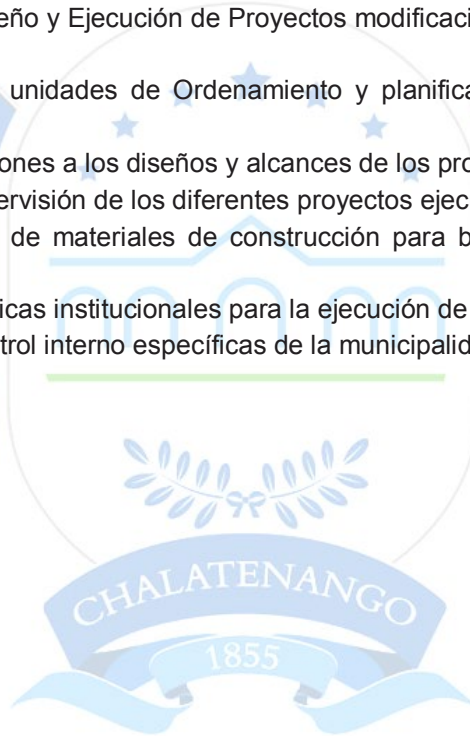 eño y Ejecución de Proyectos modificaci
unidades de Ordenamiento y planifica
ones a los diseños y alcances de los pro
ervisión de los diferentes proyectos ejecu
de materiales de construcción para b
icas institucionales para la ejecución de
trol interno específicas de la municipalid
CHALATENANGO
1855